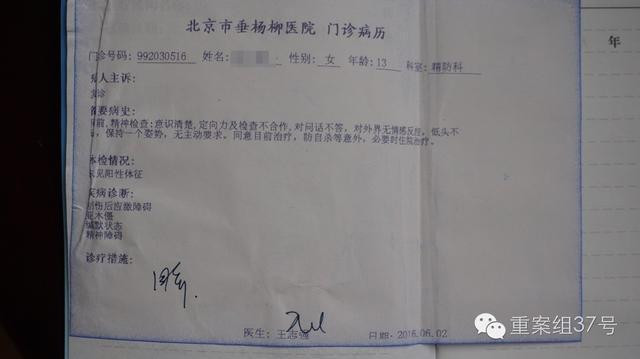 年
北京市垂杨柳医院 门诊病历
门诊号码: 992030516 姓名: 性别: 女 年龄: 13 科室: 精防科
病人主诉:
复诊
简要病史:
目前,精神检查:意识清楚,定向力及检查不合作,对问话不答,对外界无情感反应,低头不
语,保持一个姿势,无主动要求。同意目前治疗,防自杀等意外,必要时住院治疗。
体检情况:
未见阳性体征
疾病诊断:
创伤后应激障碍
亚木僵
缄默状态
精神障碍
诊疗措施:
医生: 王志强 日期: 2016.06.02
重案组37号